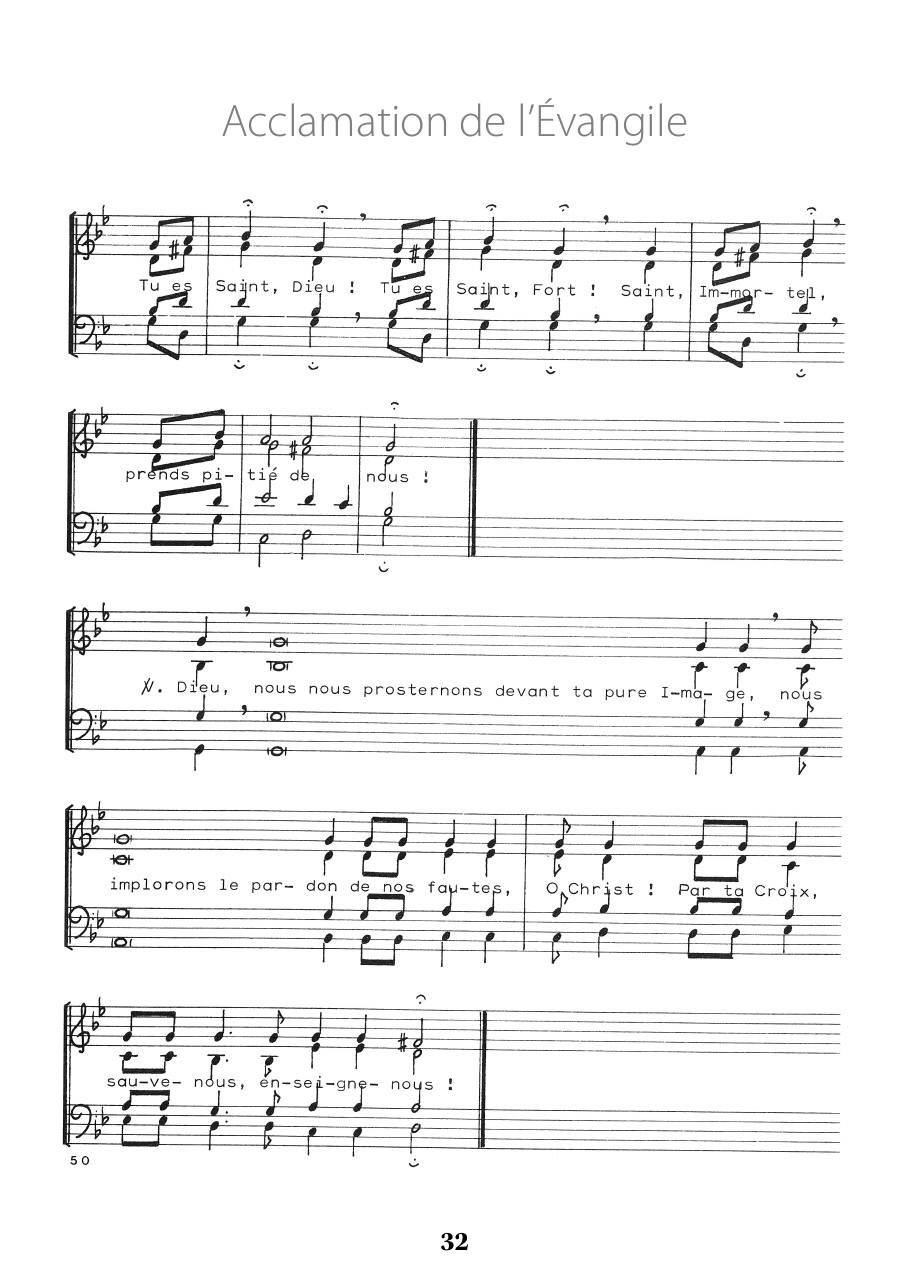 Acclamation de l'Évangile
Tu es Saint, Dieu ! Tu es Saint, Fort ! Saint, Im-mor- tel,
prends pi- tié de nous !
℣. Dieu, nous nous prosternons devant ta pure I-ma- ge, nous
implorons le par- don de nos fau-tes, O Christ ! Par ta Croix,
sau-ve- nous, en-sei-gne- nous !
50
32